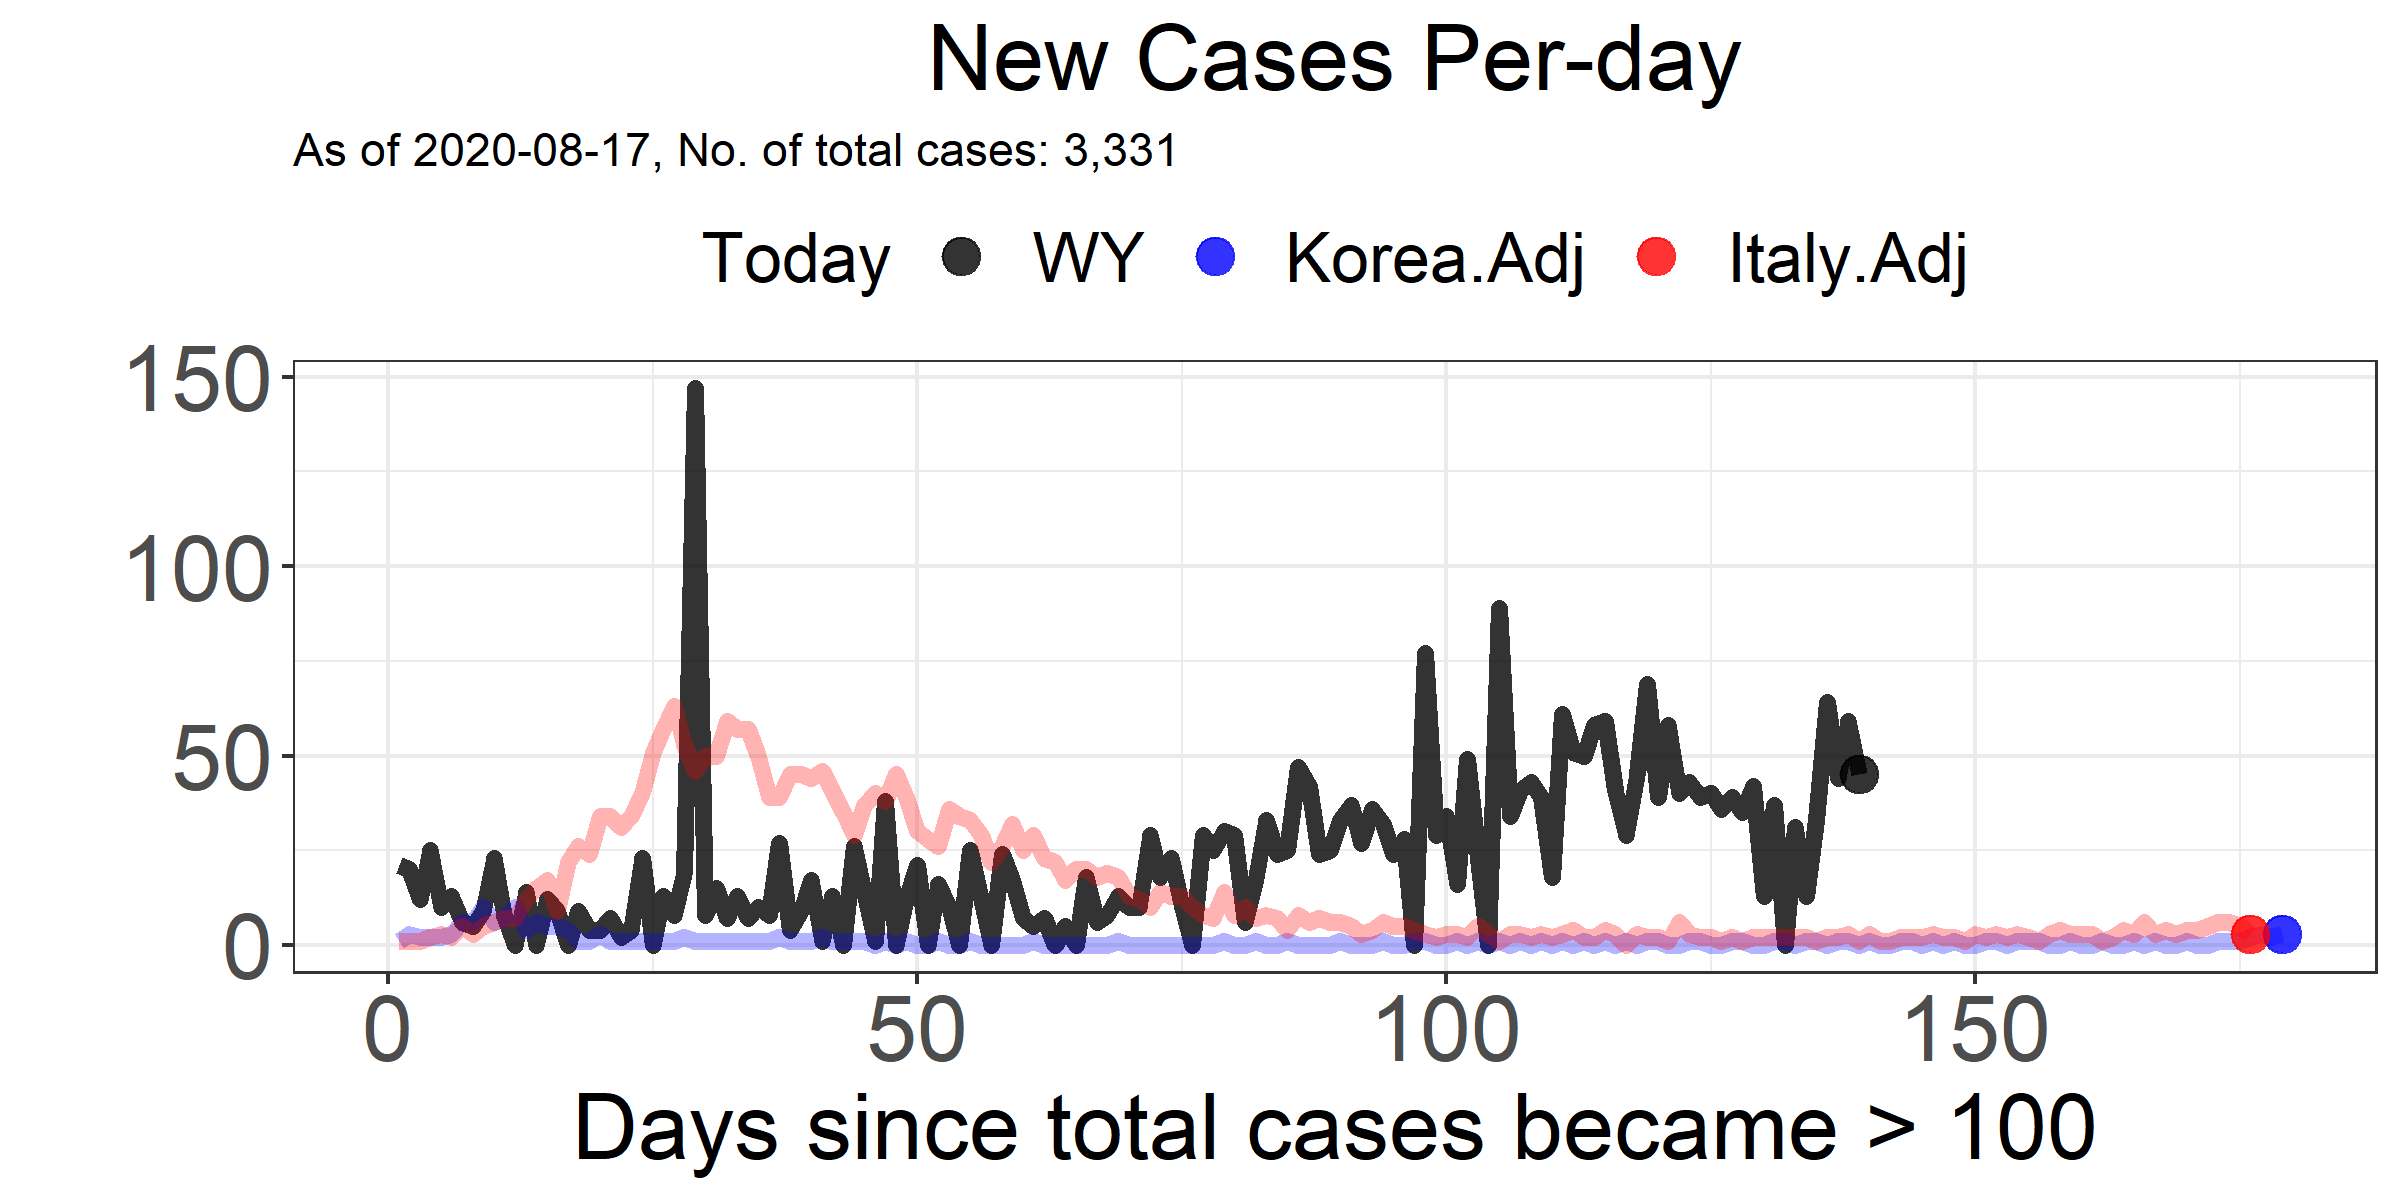 New Cases Per-day
As of 2020-08-17, No. of total cases: 3,331
Today WY Korea.Adj Italy.Adj
150
100
50
0
0 50 100 150
Days since total cases became > 100